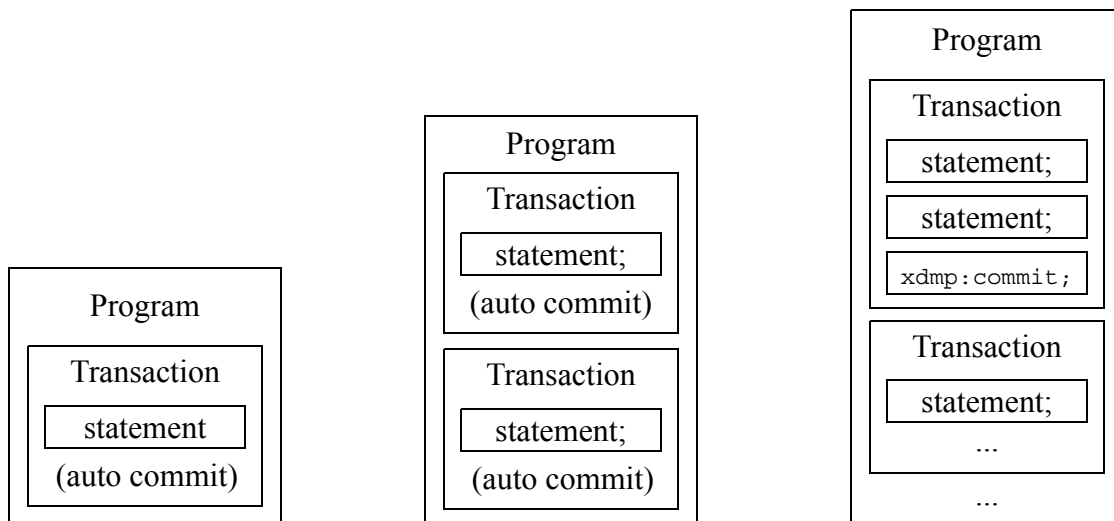 Program
Transaction
statement
(auto commit)
Program
Transaction
statement;
(auto commit)
Transaction
statement;
(auto commit)
Program
Transaction
statement;
statement;
xdmp:commit;
Transaction
statement;
...
...